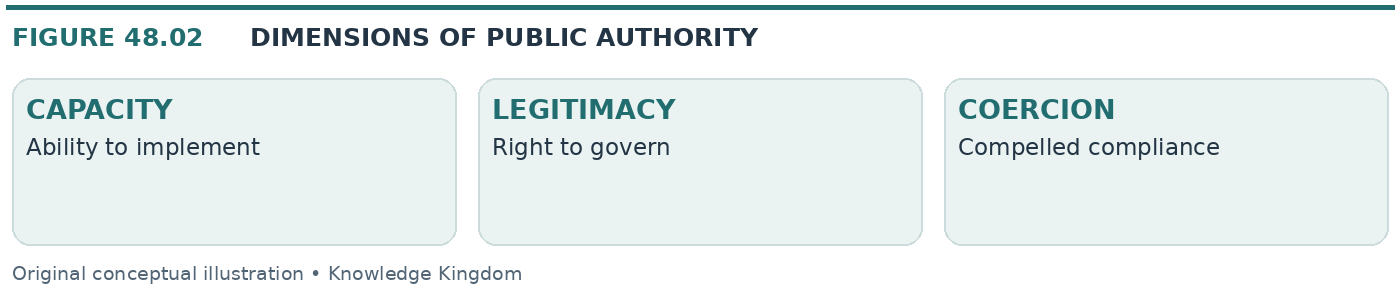 FIGURE 48.02 DIMENSIONS OF PUBLIC AUTHORITY
CAPACITY
Ability to implement
LEGITIMACY
Right to govern
COERCION
Compelled compliance
Original conceptual illustration • Knowledge Kingdom